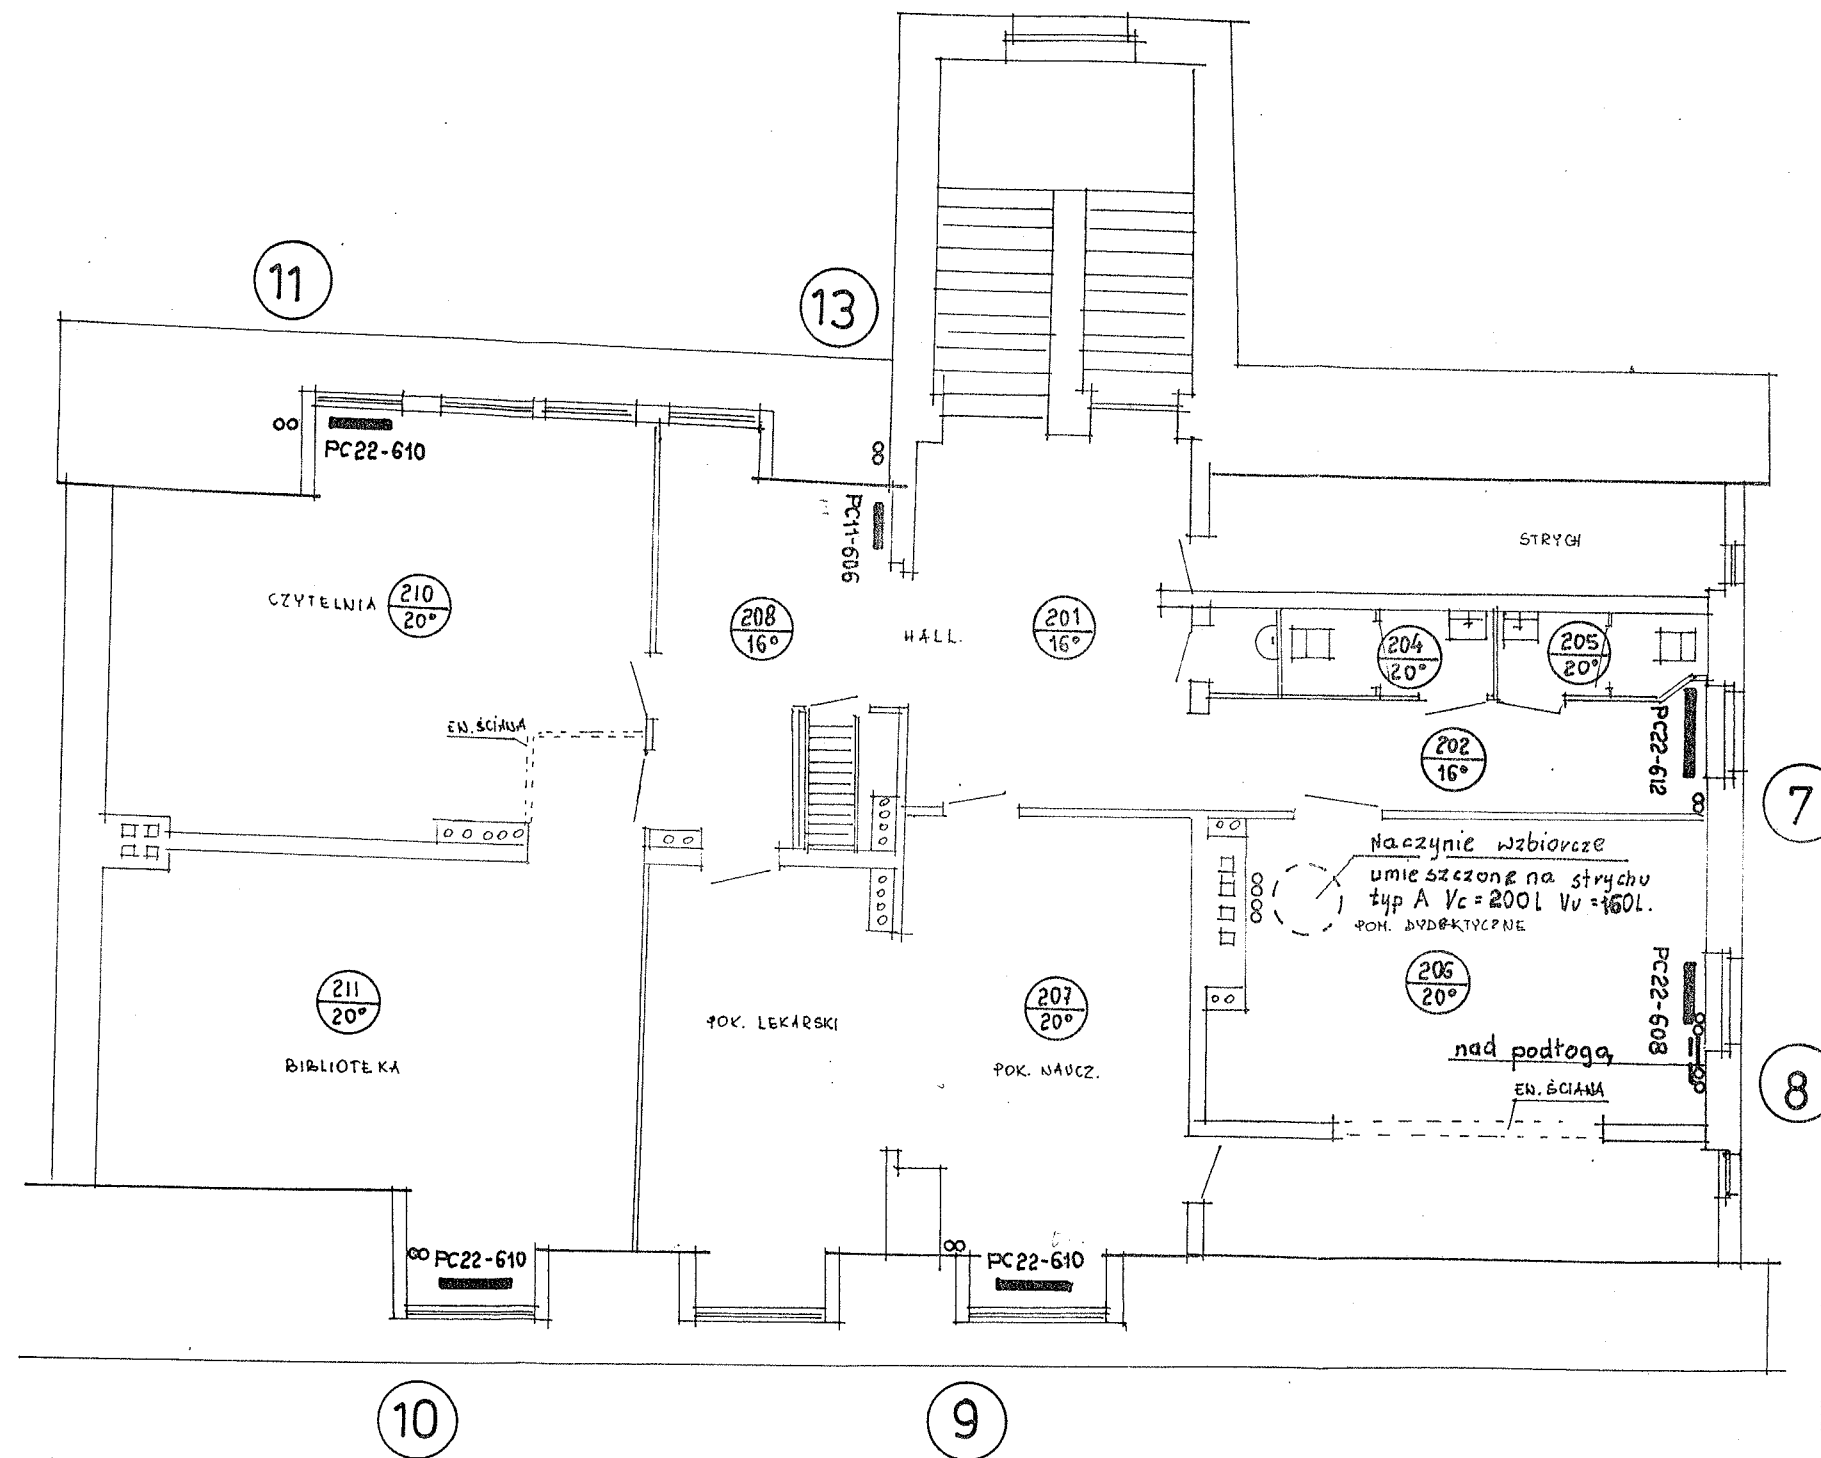 11
13
PC22-610
PC11-606
STRYCH
CZYTELNIA
210
20°
208
16°
HALL.
201
16°
204
20°
205
20°
EW. ŚCIANA
202
16°
PC22-612
7
Naczynie wzbiorcze
umieszczone na strychu
typ A Vc = 200l Vu = 160l.
POM. DYDAKTYCZNE
206
20°
PC22-608
211
20°
BIBLIOTEKA
POK. LEKARSKI
207
20°
POK. NAUCZ.
nad podłogą
EW. ŚCIANA
8
PC22-610
PC22-610
10
9